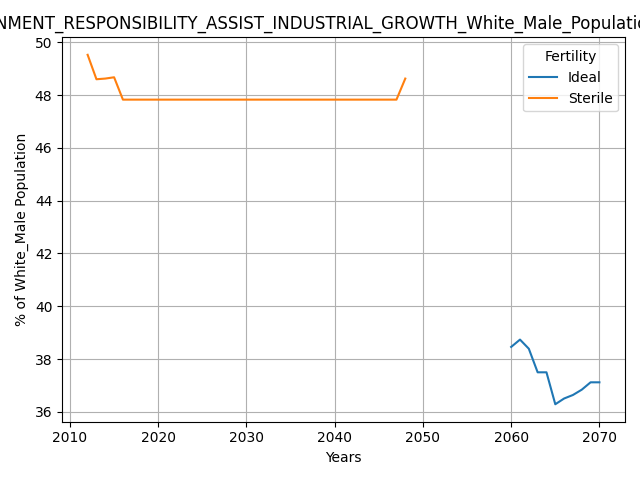 NMENT_RESPONSIBILITY_ASSIST_INDUSTRIAL_GROWTH_White_Male_Populatio
50
48
46
44
42
40
38
36
% of White_Male Population
Fertility
Ideal
Sterile
2010 2020 2030 2040 2050 2060 2070
Years